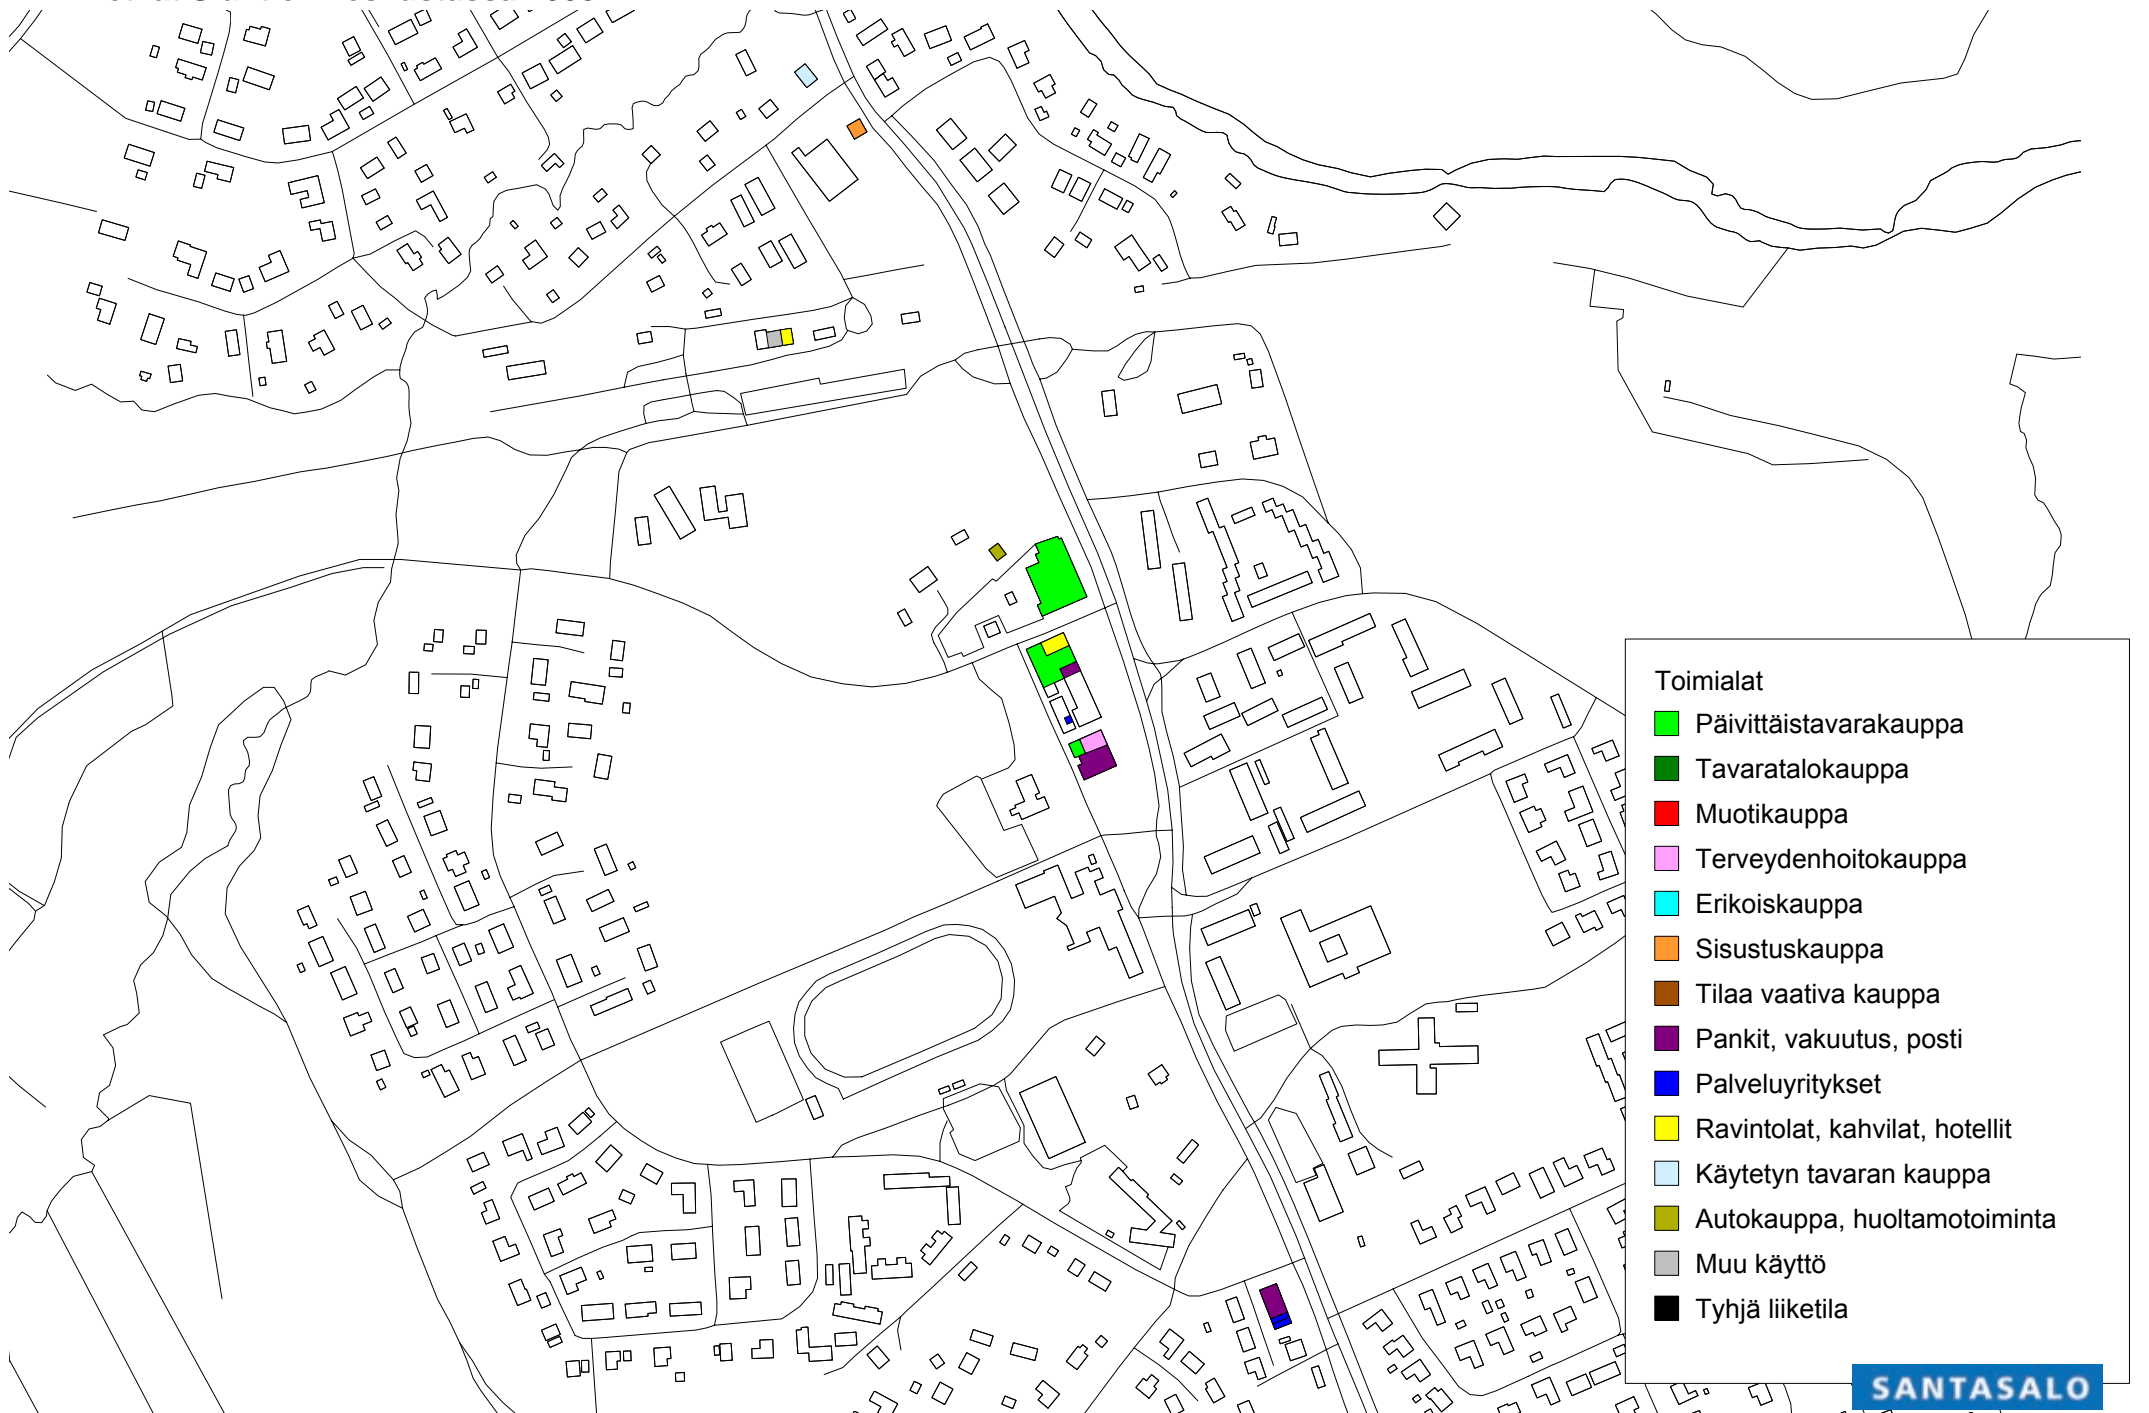 Toimialat
Päivittäistavarakauppa
Tavaratalokauppa
Muotikauppa
Terveydenhoitokauppa
Erikoiskauppa
Sisustuskauppa
Tilaa vaativa kauppa
Pankit, vakuutus, posti
Palveluyritykset
Ravintolat, kahvilat, hotellit
Käytetyn tavaran kauppa
Autokauppa, huoltamotoiminta
Muu käyttö
Tyhjä liiketila
SANTASALO